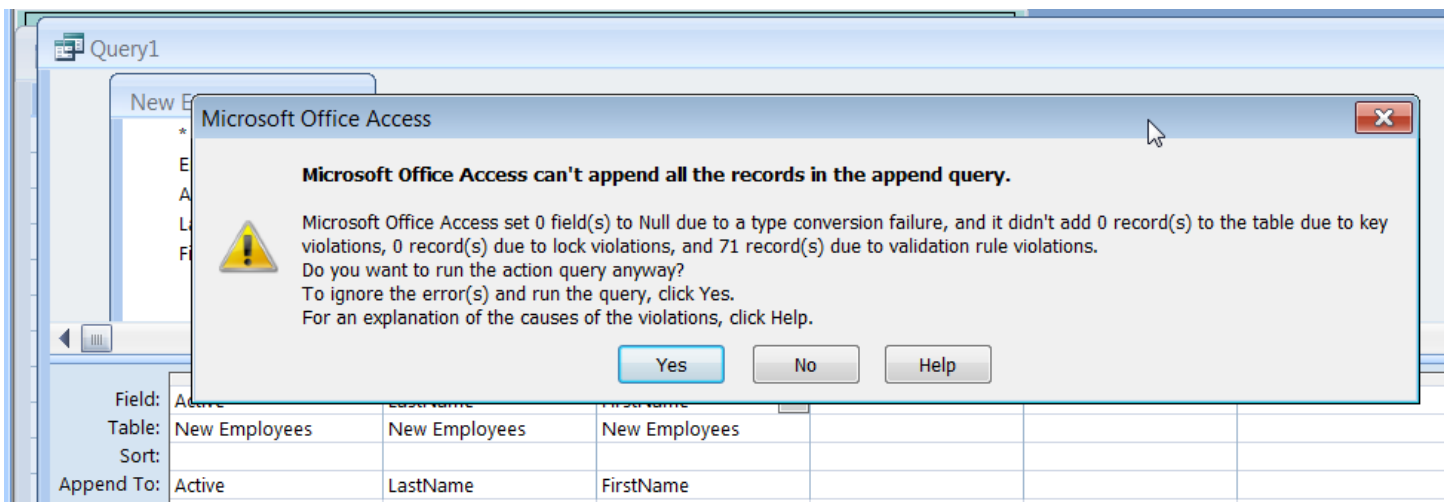 Query1
New E
Microsoft Office Access
*
E
A
La
Fi
Microsoft Office Access can't append all the records in the append query.
Microsoft Office Access set 0 field(s) to Null due to a type conversion failure, and it didn't add 0 record(s) to the table due to key
violations, 0 record(s) due to lock violations, and 71 record(s) due to validation rule violations.
Do you want to run the action query anyway?
To ignore the error(s) and run the query, click Yes.
For an explanation of the causes of the violations, click Help.
Yes No Help
Field: Active LastName FirstName
Table: New Employees New Employees New Employees
Sort:
Append To: Active LastName FirstName